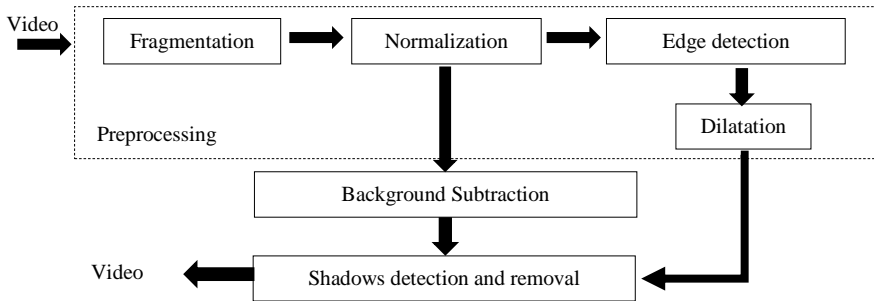 Video
Fragmentation
Normalization
Edge detection
Preprocessing
Dilatation
Background Subtraction
Video
Shadows detection and removal